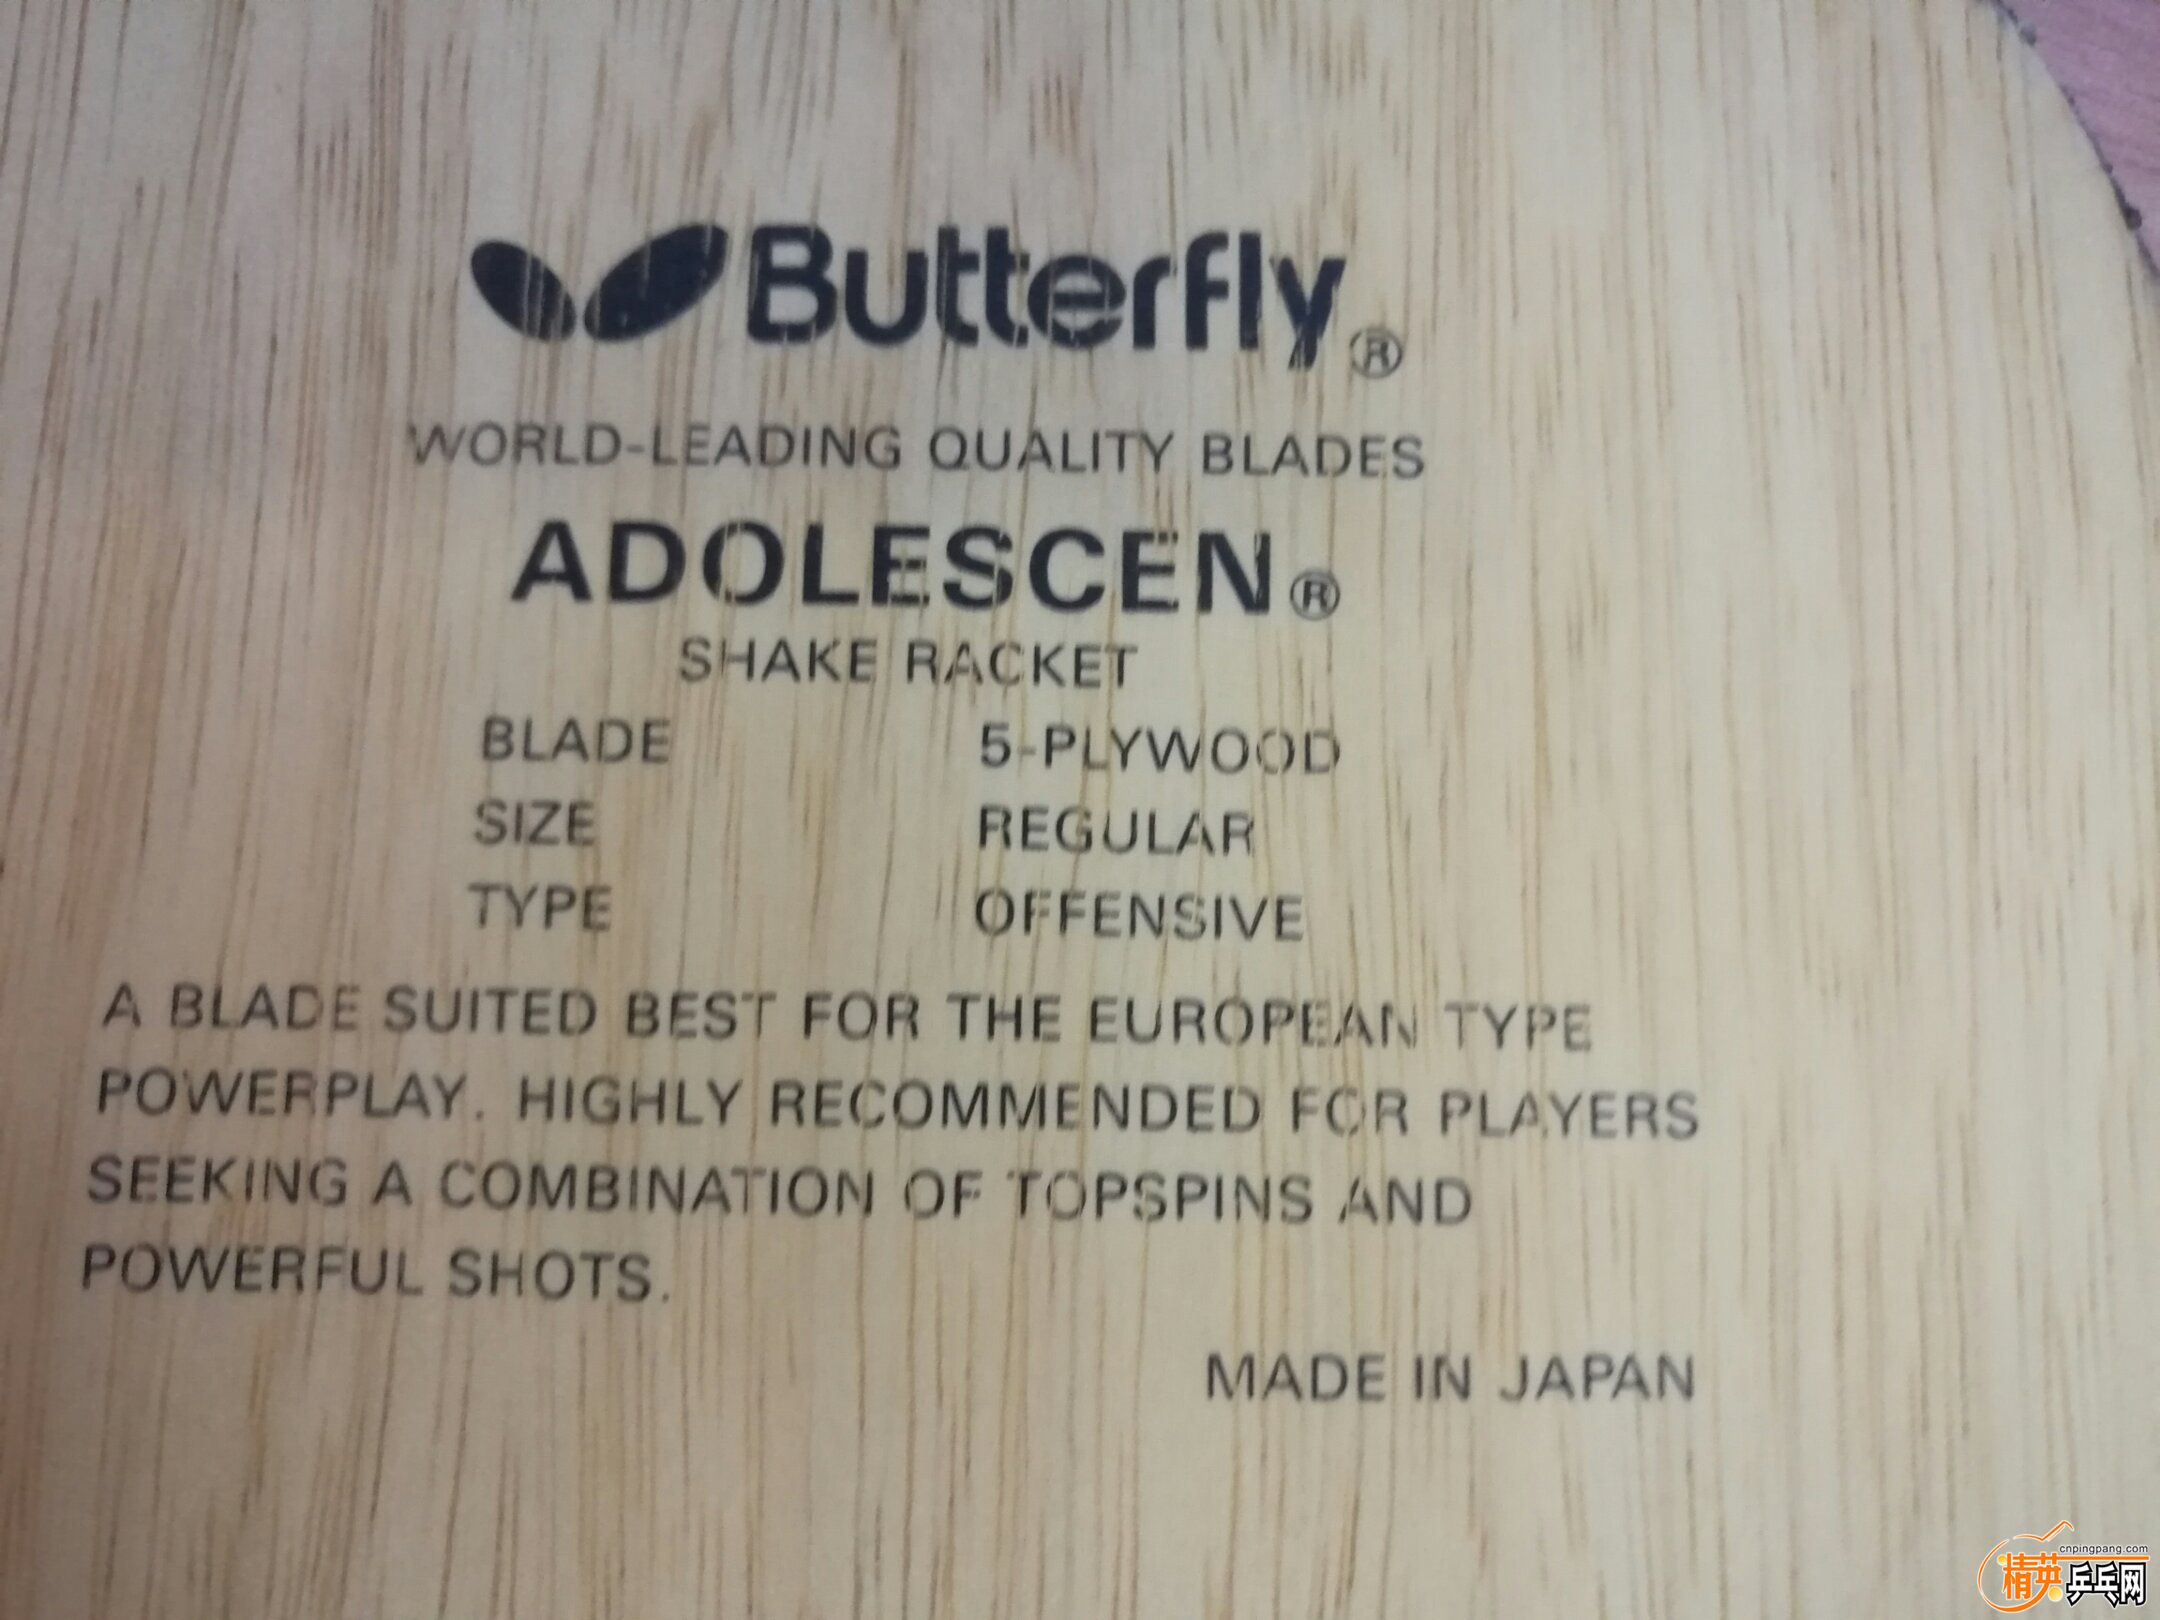 Butterfly®
WORLD-LEADING QUALITY BLADES
ADOLESCEN®
SHAKE RACKET
BLADE 5-PLYWOOD
SIZE REGULAR
TYPE OFFENSIVE
A BLADE SUITED BEST FOR THE EUROPEAN TYPE
POWERPLAY. HIGHLY RECOMMENDED FOR PLAYERS
SEEKING A COMBINATION OF TOPSPINS AND
POWERFUL SHOTS.
MADE IN JAPAN
cnpingpang.com
精英乒乓网